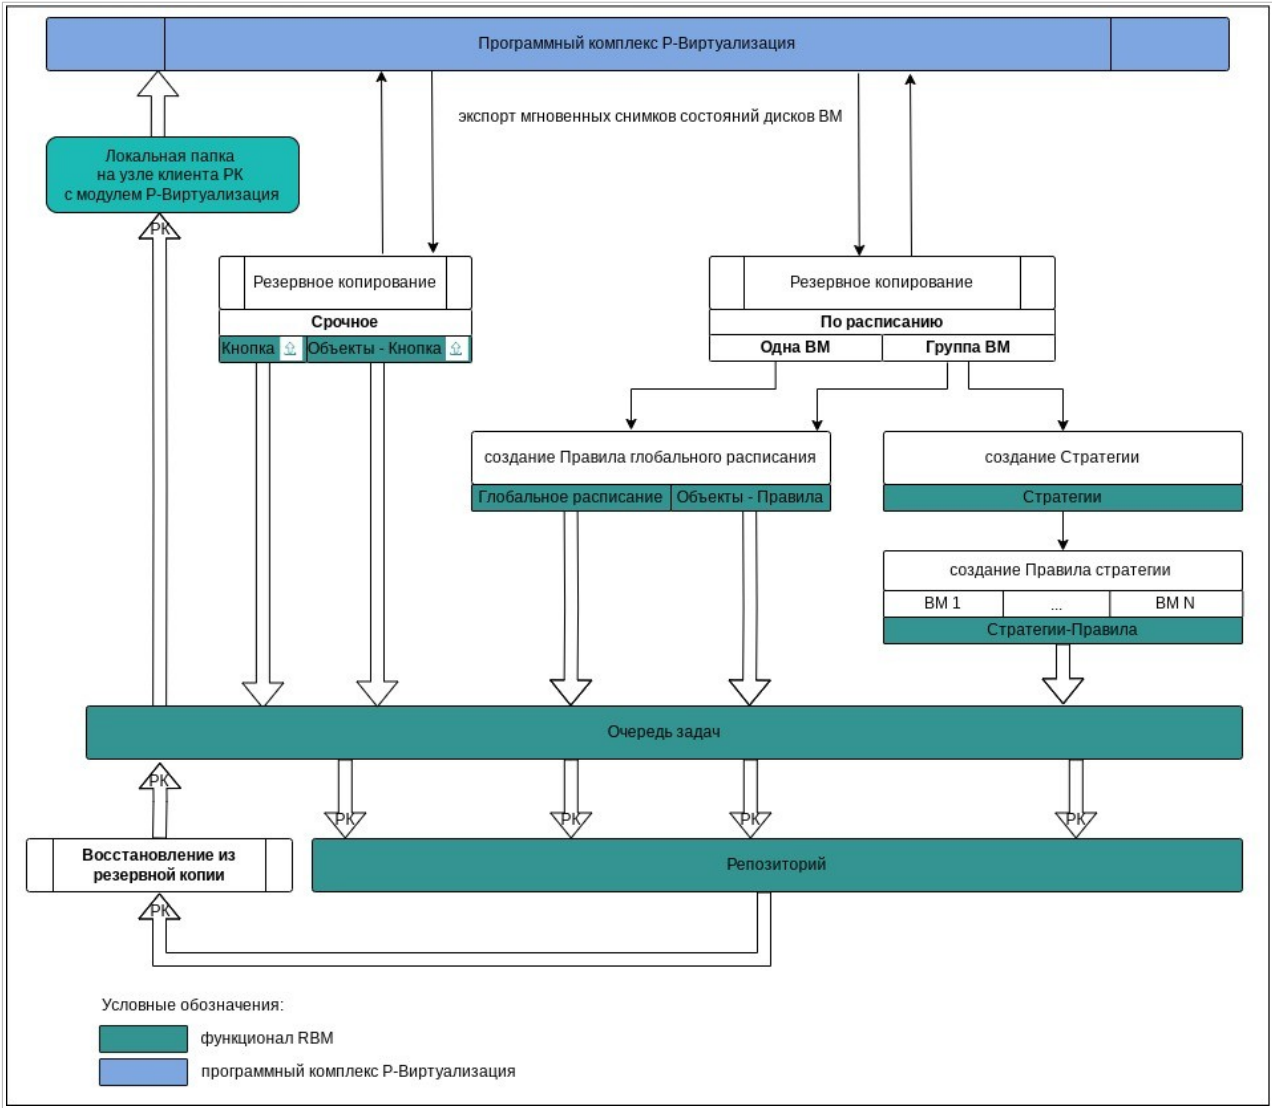 Программный комплекс Р-Виртуализация
экспорт мгновенных снимков состояний дисков ВМ
Локальная папка
на узле клиента РК
с модулем Р-Виртуализация
РК
Резервное копирование
Срочное
Кнопка
Объекты - Кнопка
Резервное копирование
По расписанию
Одна ВМ
Группа ВМ
создание Правила глобального расписания
Глобальное расписание
Объекты - Правила
создание Стратегии
Стратегии
создание Правила стратегии
ВМ 1
...
ВМ N
Стратегии-Правила
Очередь задач
РК
РК
РК
РК
РК
Восстановление из
резервной копии
Репозиторий
РК
Условные обозначения:
функционал RBM
программный комплекс Р-Виртуализация